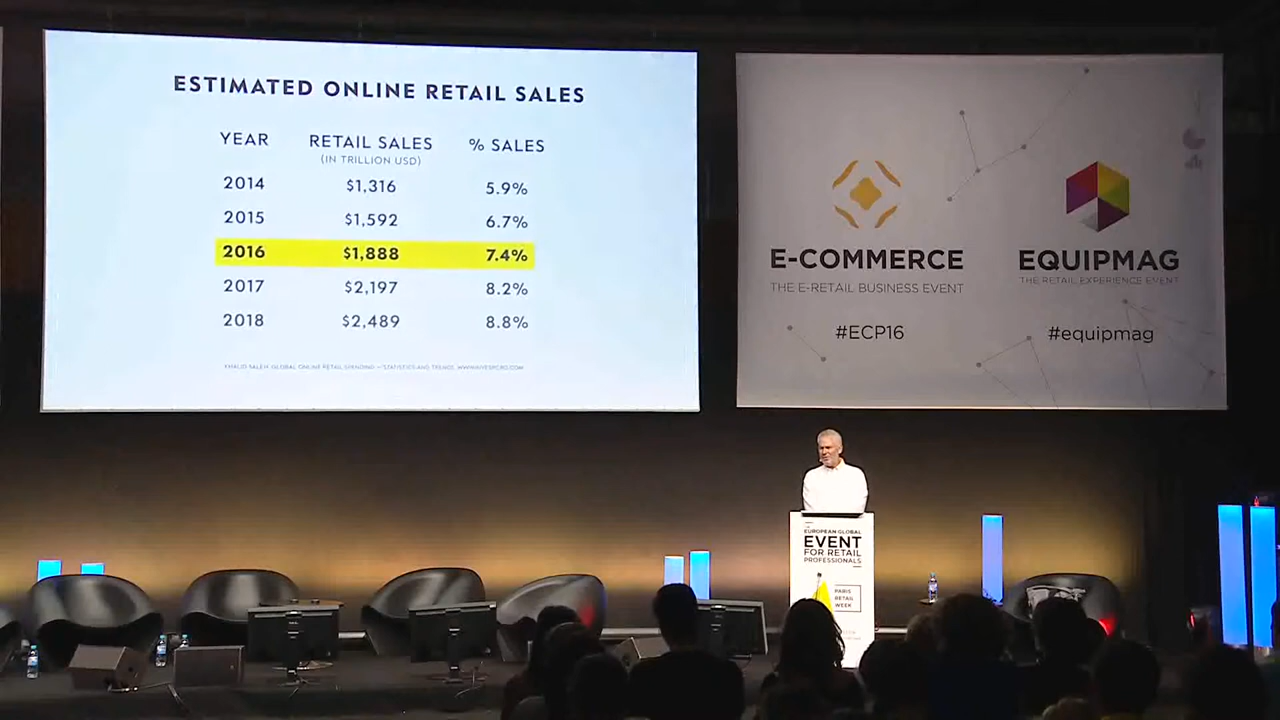 ESTIMATED ONLINE RETAIL SALES
YEAR RETAIL SALES % SALES
(IN TRILLION USD)
2014 $1,316 5.9%
2015 $1,592 6.7%
2016 $1,888 7.4%
2017 $2,197 8.2%
2018 $2,489 8.8%
E-COMMERCE
THE E-RETAIL BUSINESS EVENT
#ECP16
EQUIPMAG
THE RETAIL EXPERIENCE EVENT
#equipmag
EUROPEAN GLOBAL
EVENT
FOR RETAIL
PROFESSIONALS
PARIS
RETAIL
WEEK